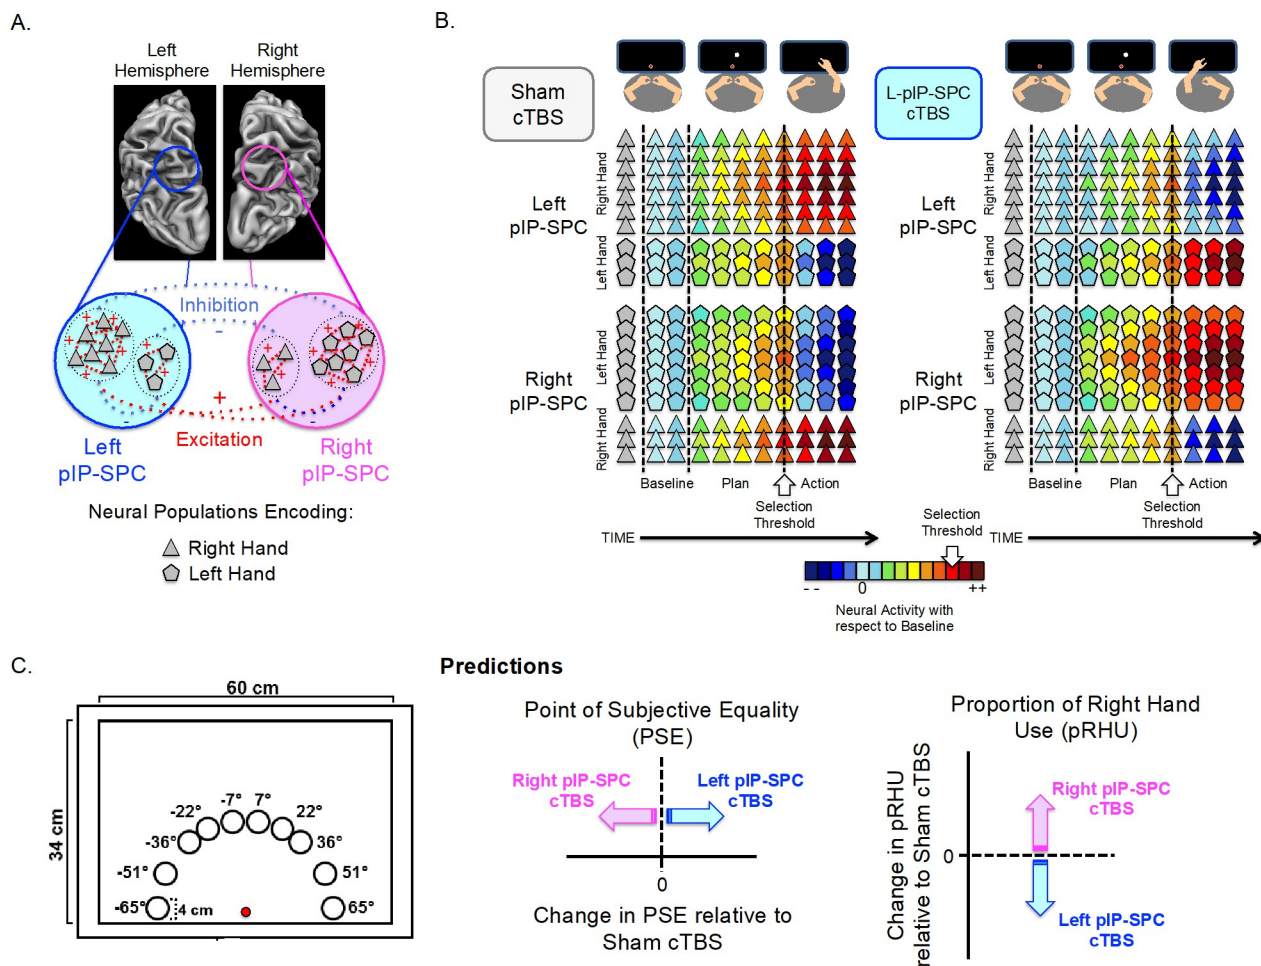 A.
Left
Hemisphere
Right
Hemisphere
Inhibition
-
+
Excitation
-
-
Left
pIP-SPC
Right
pIP-SPC
Neural Populations Encoding:
Right Hand
Left Hand
B.
Sham
cTBS
L-pIP-SPC
cTBS
Left
pIP-SPC
Right Hand
Left Hand
Right
pIP-SPC
Left Hand
Right Hand
Baseline
Plan
Action
Selection
Threshold
TIME
Left
pIP-SPC
Right Hand
Left Hand
Right
pIP-SPC
Left Hand
Right Hand
Baseline
Plan
Action
Selection
Threshold
TIME
Selection
Threshold
- -
0
++
Neural Activity with
respect to Baseline
C.
60 cm
34 cm
-65°
-51°
-36°
-22°
-7°
7°
22°
36°
51°
65°
4 cm
Predictions
Point of Subjective Equality
(PSE)
Right pIP-SPC
cTBS
Left pIP-SPC
cTBS
0
Change in PSE relative to
Sham cTBS
Proportion of Right Hand
Use (pRHU)
Change in pRHU
relative to Sham cTBS
0
Right pIP-SPC
cTBS
Left pIP-SPC
cTBS